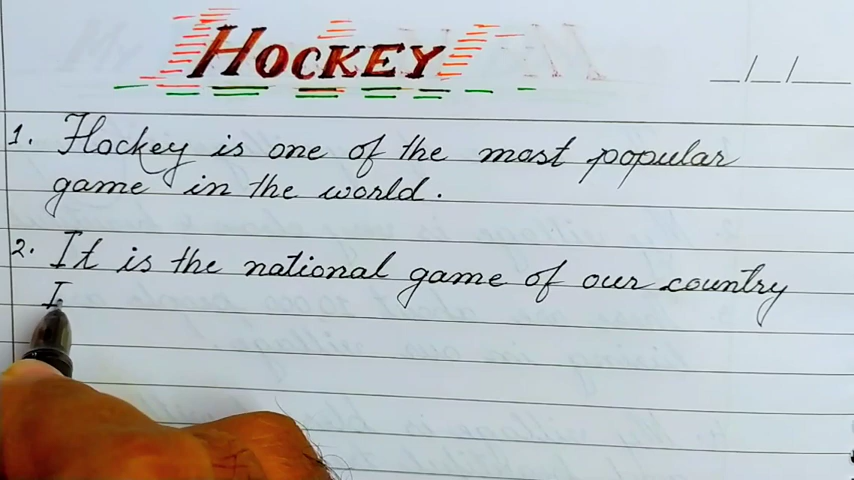 HOCKEY
_/_/_
1. Hockey is one of the most popular
game in the world.
2. It is the national game of our country
I